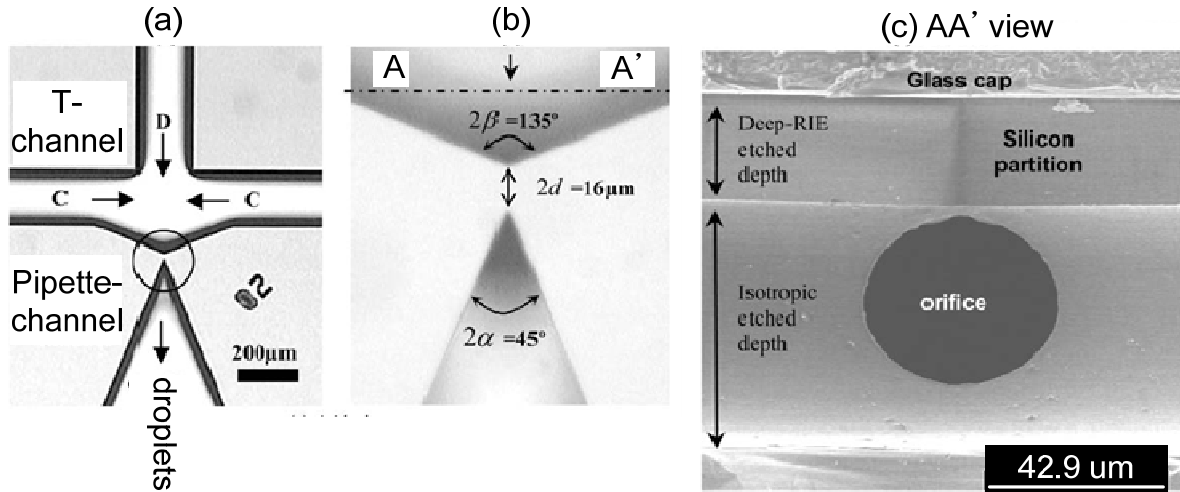 (a)
T-
channel
D
C
C
Pipette-
channel
200µm
droplets
(b)
A
A'
2β =135°
2d =16µm
2α =45°
(c) AA' view
Glass cap
Deep-RIE
etched
depth
Silicon
partition
Isotropic
etched
depth
orifice
42.9 um